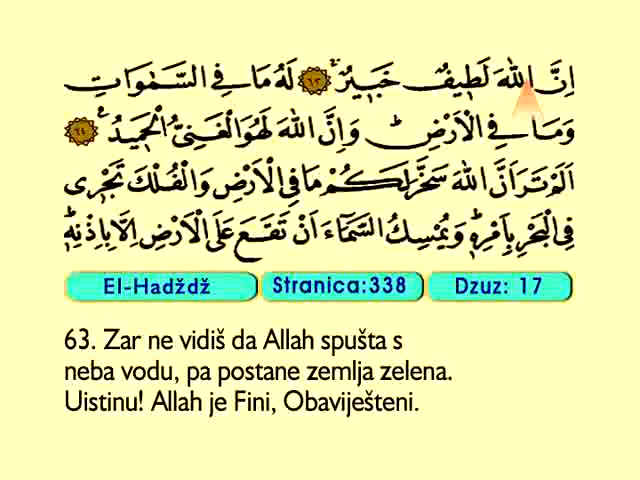 اِنَّ اللّٰهَ لَط۪يفٌ خَب۪يرٌۚ ﴿٦٣﴾ لَهُ مَا فِي السَّمٰوَاتِ
وَمَا فِي الْاَرْضِۜ وَاِنَّ اللّٰهَ لَهُوَ الْغَنِيُّ الْحَم۪يدُ۟ ﴿٦٤﴾
اَلَمْ تَرَ اَنَّ اللّٰهَ سَخَّرَ لَكُمْ مَا فِي الْاَرْضِ وَالْفُلْكَ تَجْر۪ي
فِي الْبَحْرِ بِاَمْرِه۪ۜ وَيُمْسِكُ السَّمَٓاءَ اَنْ تَقَعَ عَلَى الْاَرْضِ اِلَّا بِاِذْنِه۪ۜ
El-Hadždž Stranica:338 Dzuz: 17
63. Zar ne vidiš da Allah spušta s
neba vodu, pa postane zemlja zelena.
Uistinu! Allah je Fini, Obaviješteni.